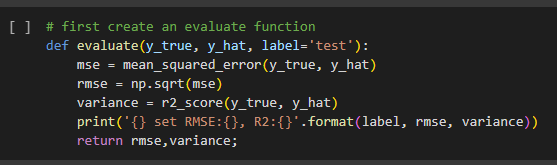 [ ] # first create an evaluate function
def evaluate(y_true, y_hat, label='test'):
mse = mean_squared_error(y_true, y_hat)
rmse = np.sqrt(mse)
variance = r2_score(y_true, y_hat)
print('{} set RMSE:{}, R2:{}'.format(label, rmse, variance))
return rmse,variance;